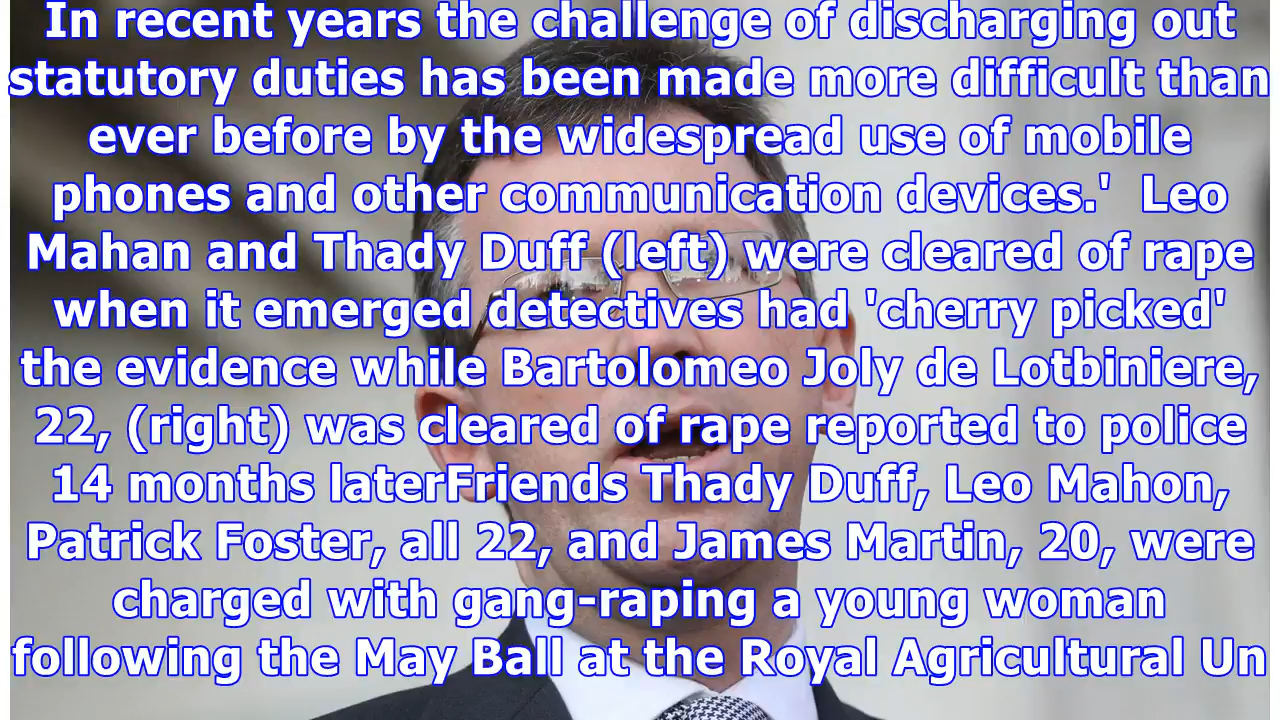 In recent years the challenge of discharging out
statutory duties has been made more difficult than
ever before by the widespread use of mobile
phones and other communication devices.'  Leo
Mahan and Thady Duff (left) were cleared of rape
when it emerged detectives had 'cherry picked'
the evidence while Bartolomeo Joly de Lotbiniere,
22, (right) was cleared of rape reported to police
14 months laterFriends Thady Duff, Leo Mahon,
Patrick Foster, all 22, and James Martin, 20, were
charged with gang-raping a young woman
following the May Ball at the Royal Agricultural Un